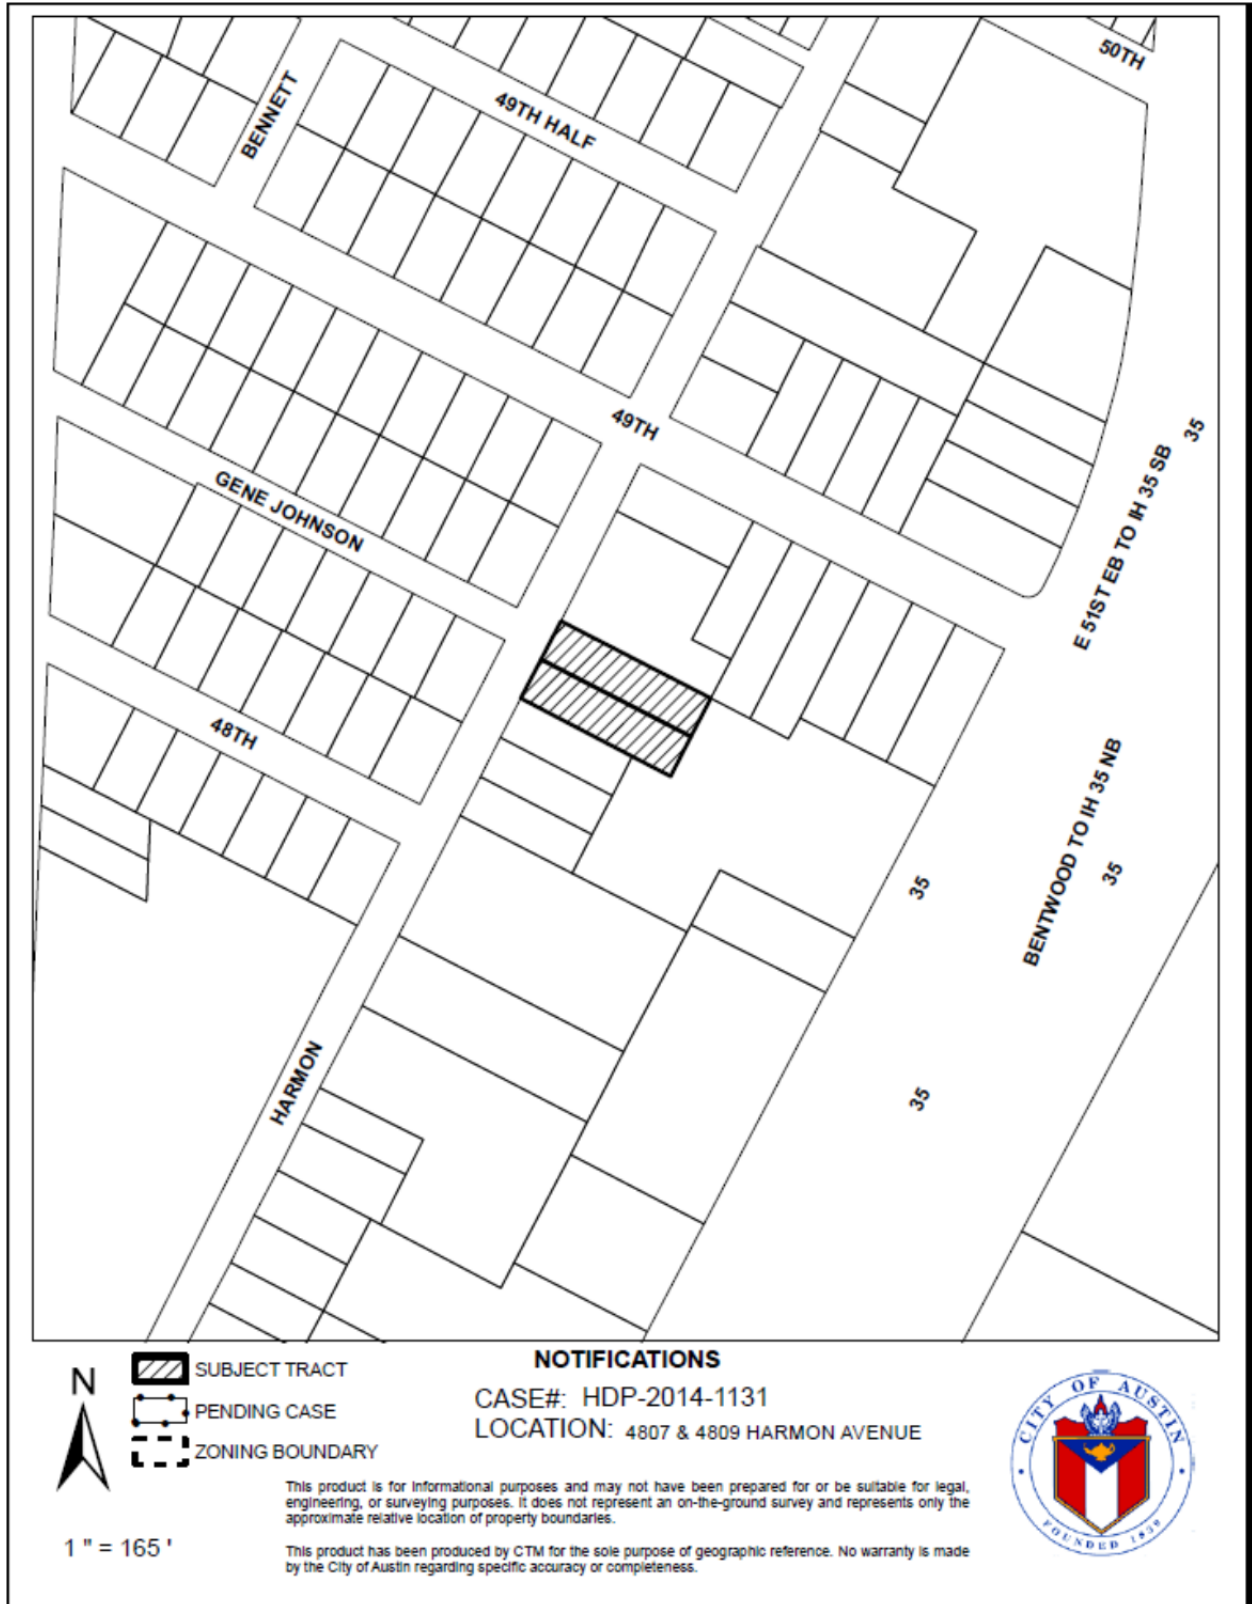 50TH
BENNETT
49TH HALF
49TH
35
E 51ST EB TO IH 35 SB
GENE JOHNSON
48TH
BENTWOOD TO IH 35 NB
35
35
35
HARMON
N
SUBJECT TRACT
PENDING CASE
ZONING BOUNDARY
1 " = 165 '
NOTIFICATIONS
CASE#: HDP-2014-1131
LOCATION: 4807 & 4809 HARMON AVENUE
This product is for informational purposes and may not have been prepared for or be suitable for legal,
engineering, or surveying purposes. It does not represent an on-the-ground survey and represents only the
approximate relative location of property boundaries.
This product has been produced by CTM for the sole purpose of geographic reference. No warranty is made
by the City of Austin regarding specific accuracy or completeness.
CITY OF AUSTIN
FOUNDED 1839